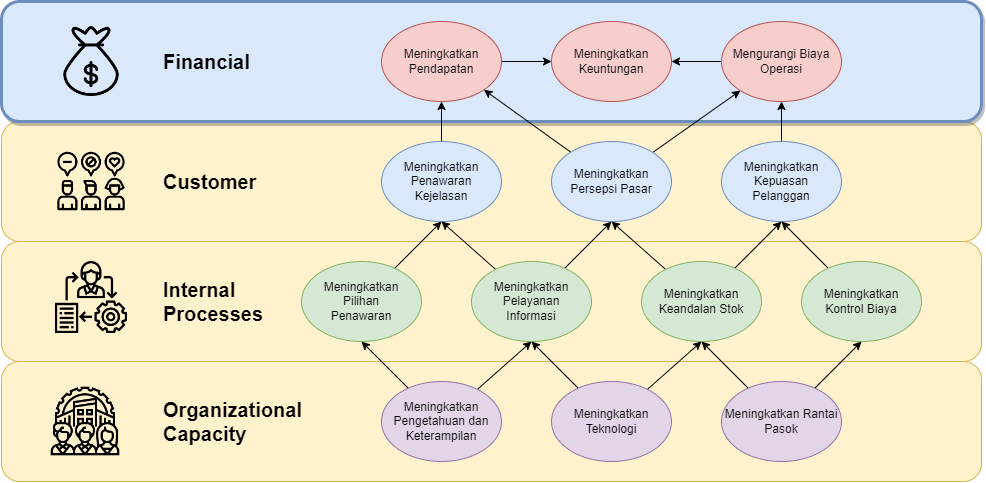 Financial
Meningkatkan
Pendapatan
Meningkatkan
Keuntungan
Mengurangi Biaya
Operasi
Customer
Meningkatkan
Penawaran
Kejelasan
Meningkatkan
Persepsi Pasar
Meningkatkan
Kepuasan
Pelanggan
Internal
Processes
Meningkatkan
Pilihan
Penawaran
Meningkatkan
Pelayanan
Informasi
Meningkatkan
Keandalan Stok
Meningkatkan
Kontrol Biaya
Organizational
Capacity
Meningkatkan
Pengetahuan dan
Keterampilan
Meningkatkan
Teknologi
Meningkatkan Rantai
Pasok
$